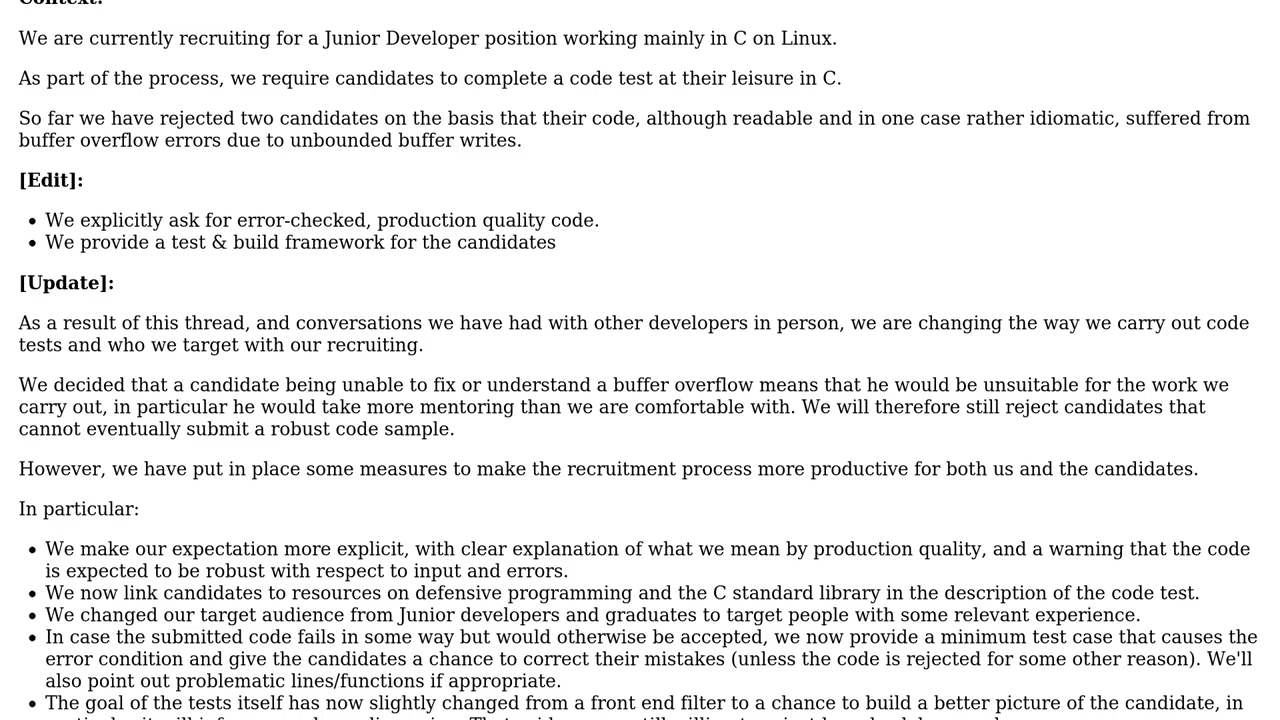 Context:
We are currently recruiting for a Junior Developer position working mainly in C on Linux.
As part of the process, we require candidates to complete a code test at their leisure in C.
So far we have rejected two candidates on the basis that their code, although readable and in one case rather idiomatic, suffered from
buffer overflow errors due to unbounded buffer writes.
[Edit]:
• We explicitly ask for error-checked, production quality code.
• We provide a test & build framework for the candidates
[Update]:
As a result of this thread, and conversations we have had with other developers in person, we are changing the way we carry out code
tests and who we target with our recruiting.
We decided that a candidate being unable to fix or understand a buffer overflow means that he would be unsuitable for the work we
carry out, in particular he would take more mentoring than we are comfortable with. We will therefore still reject candidates that
cannot eventually submit a robust code sample.
However, we have put in place some measures to make the recruitment process more productive for both us and the candidates.
In particular:
• We make our expectation more explicit, with clear explanation of what we mean by production quality, and a warning that the code
is expected to be robust with respect to input and errors.
• We now link candidates to resources on defensive programming and the C standard library in the description of the code test.
• We changed our target audience from Junior developers and graduates to target people with some relevant experience.
• In case the submitted code fails in some way but would otherwise be accepted, we now provide a minimum test case that causes the
error condition and give the candidates a chance to correct their mistakes (unless the code is rejected for some other reason). We'll
also point out problematic lines/functions if appropriate.
• The goal of the tests itself has now slightly changed from a front end filter to a chance to build a better picture of the candidate, in